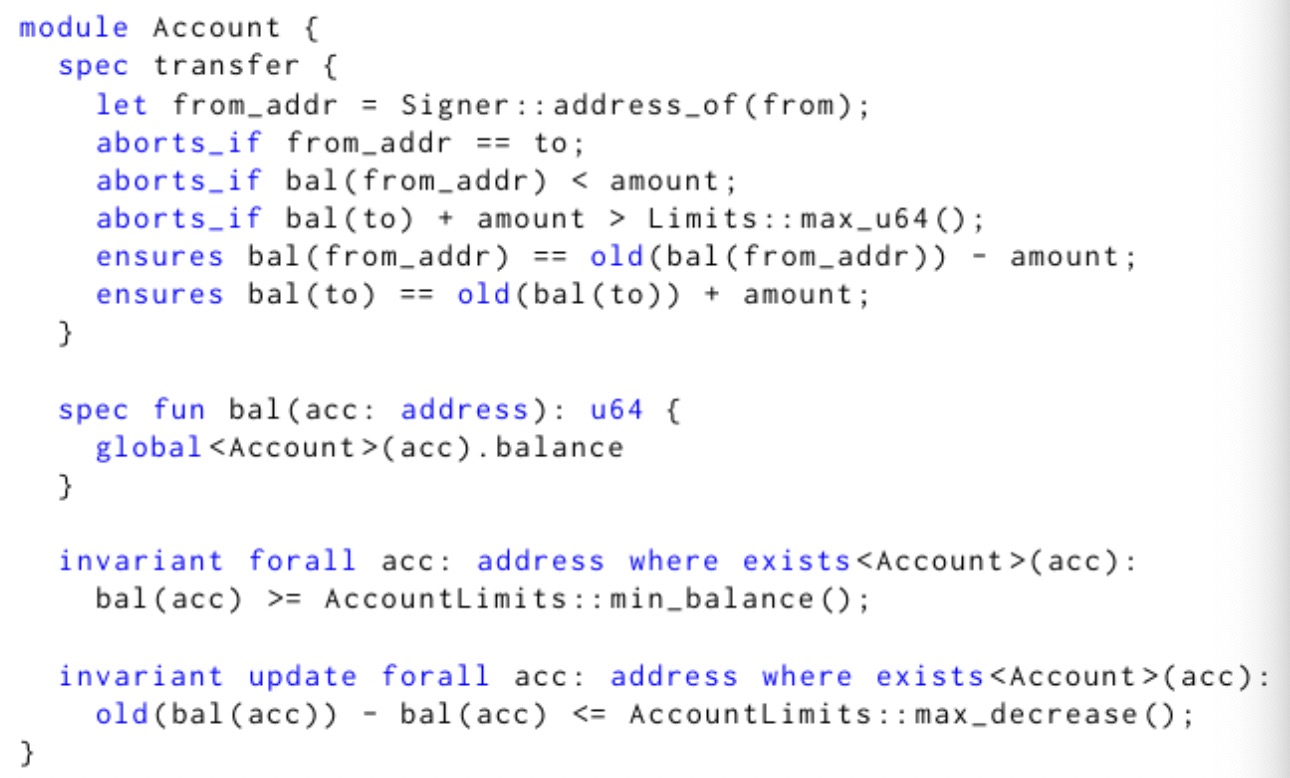 module Account {
  spec transfer {
    let from_addr = Signer::address_of(from);
    aborts_if from_addr == to;
    aborts_if bal(from_addr) < amount;
    aborts_if bal(to) + amount > Limits::max_u64();
    ensures bal(from_addr) == old(bal(from_addr)) - amount;
    ensures bal(to) == old(bal(to)) + amount;
  }

  spec fun bal(acc: address): u64 {
    global<Account>(acc).balance
  }

  invariant forall acc: address where exists<Account>(acc):
    bal(acc) >= AccountLimits::min_balance();

  invariant update forall acc: address where exists<Account>(acc):
    old(bal(acc)) - bal(acc) <= AccountLimits::max_decrease();
}